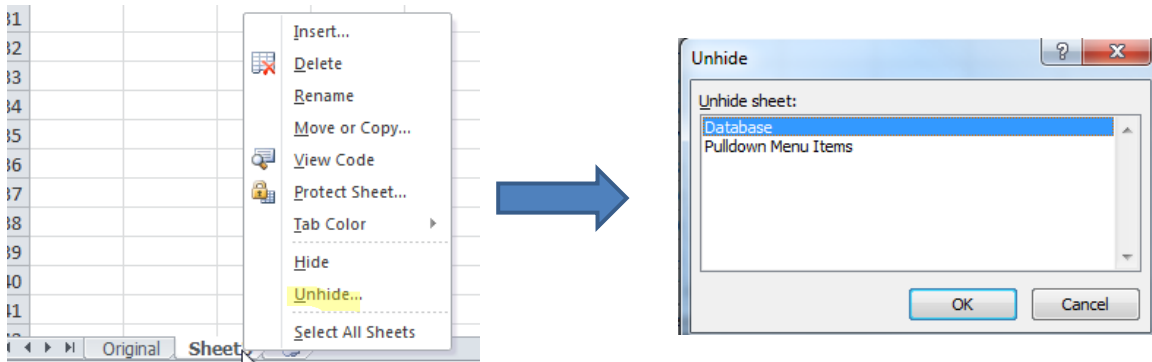 31
32
33
34
35
36
37
38
39
40
41
Insert...
Delete
Rename
Move or Copy...
View Code
Protect Sheet...
Tab Color
Hide
Unhide...
Select All Sheets
Original Sheet
Unhide
?
X
Unhide sheet:
Database
Pulldown Menu Items
OK Cancel